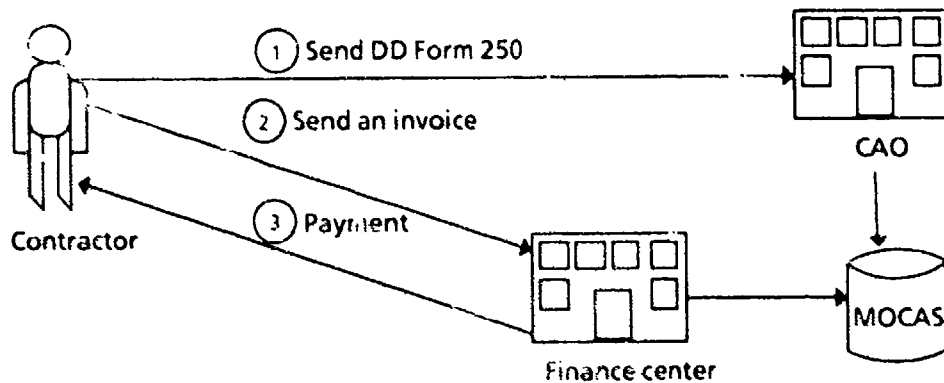 1 Send DD Form 250
2 Send an invoice
CAO
3 Payment
Contractor
MOCAS
Finance center